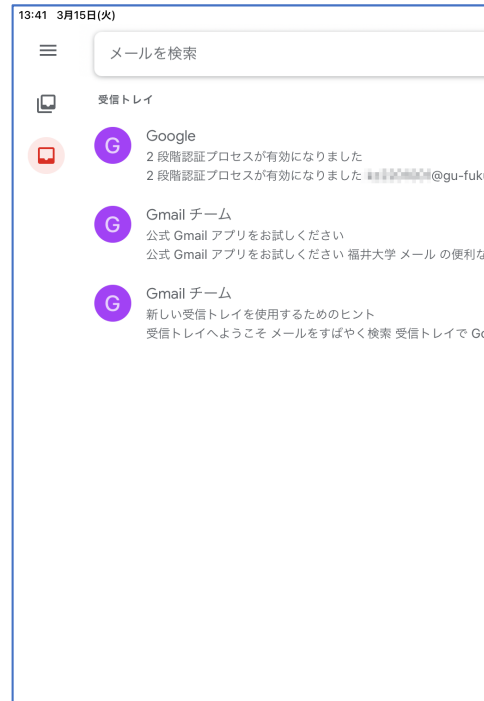 13:41 3月15日(火)
メールを検索
受信トレイ
G
Google
2 段階認証プロセスが有効になりました
2 段階認証プロセスが有効になりました @gu-fuk
G
Gmail チーム
公式 Gmail アプリをお試しください
公式 Gmail アプリをお試しください 福井大学 メール の便利な
G
Gmail チーム
新しい受信トレイを使用するためのヒント
受信トレイへようこそ メールをすばやく検索 受信トレイで Go